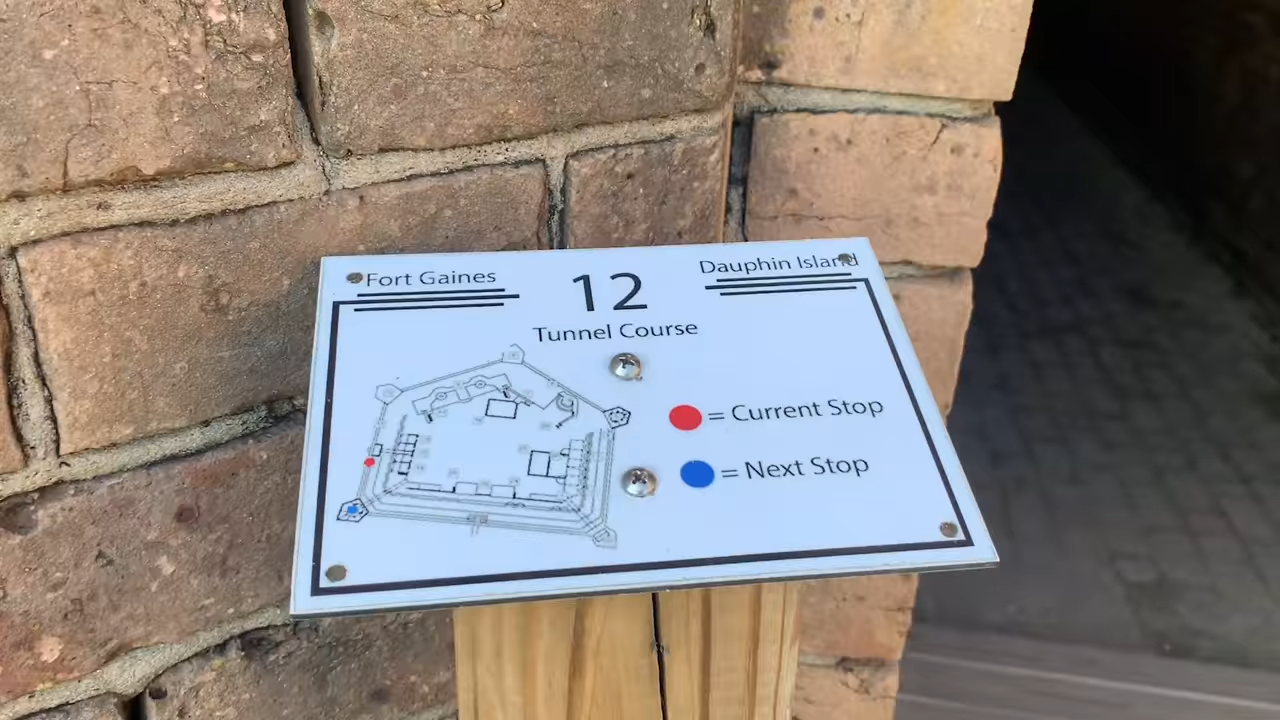 Fort Gaines
12
Dauphin Island
Tunnel Course
= Current Stop
= Next Stop